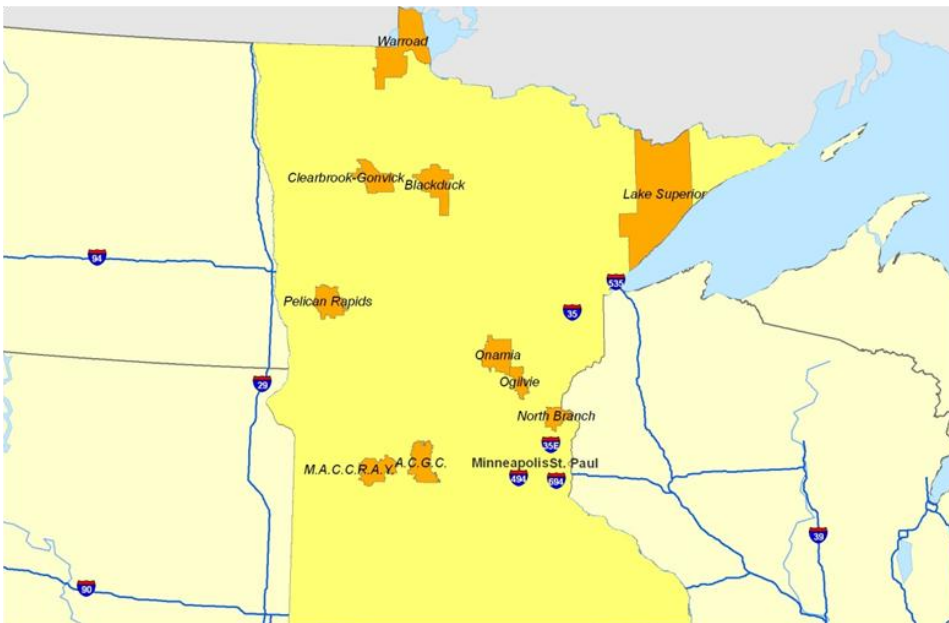 Warroad
Clearbrook-Gonvick
Blackduck
Lake Superior
94
535
Pelican Rapids
35
Onamia
29
Ogilvie
North Branch
35E
M.A.C.C.R.A.Y.
A.C.G.C.
Minneapolis
St. Paul
494
694
39
90